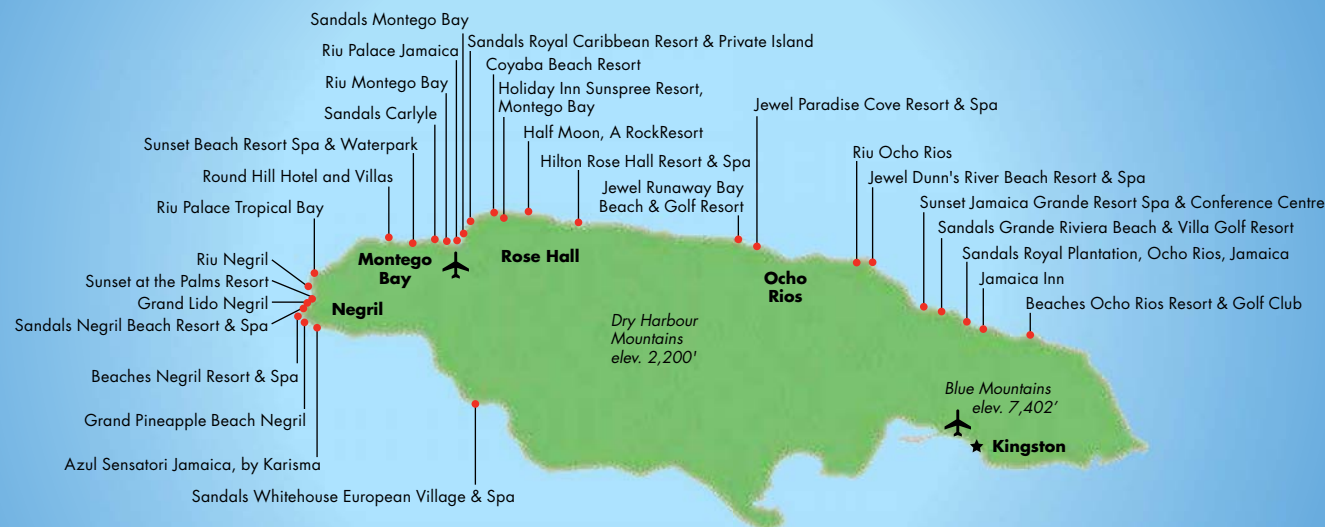 Sandals Montego Bay
Sandals Royal Caribbean Resort & Private Island
Riu Palace Jamaica
Coyaba Beach Resort
Riu Montego Bay
Holiday Inn Sunspree Resort,
Montego Bay
Jewel Paradise Cove Resort & Spa
Sandals Carlyle
Half Moon, A RockResort
Sunset Beach Resort Spa & Waterpark
Hilton Rose Hall Resort & Spa
Riu Ocho Rios
Round Hill Hotel and Villas
Jewel Runaway Bay
Beach & Golf Resort
Jewel Dunn's River Beach Resort & Spa
Sunset Jamaica Grande Resort Spa & Conference Centre
Riu Palace Tropical Bay
Sandals Grande Riviera Beach & Villa Golf Resort
Sandals Royal Plantation, Ocho Rios, Jamaica
Jamaica Inn
Beaches Ocho Rios Resort & Golf Club
Riu Negril
Sunset at the Palms Resort
Grand Lido Negril
Sandals Negril Beach Resort & Spa
Montego
Bay
Rose Hall
Ocho
Rios
Negril
Dry Harbour
Mountains
elev. 2,200'
Beaches Negril Resort & Spa
Grand Pineapple Beach Negril
Azul Sensatori Jamaica, by Karisma
Sandals Whitehouse European Village & Spa
Blue Mountains
elev. 7,402’
Kingston